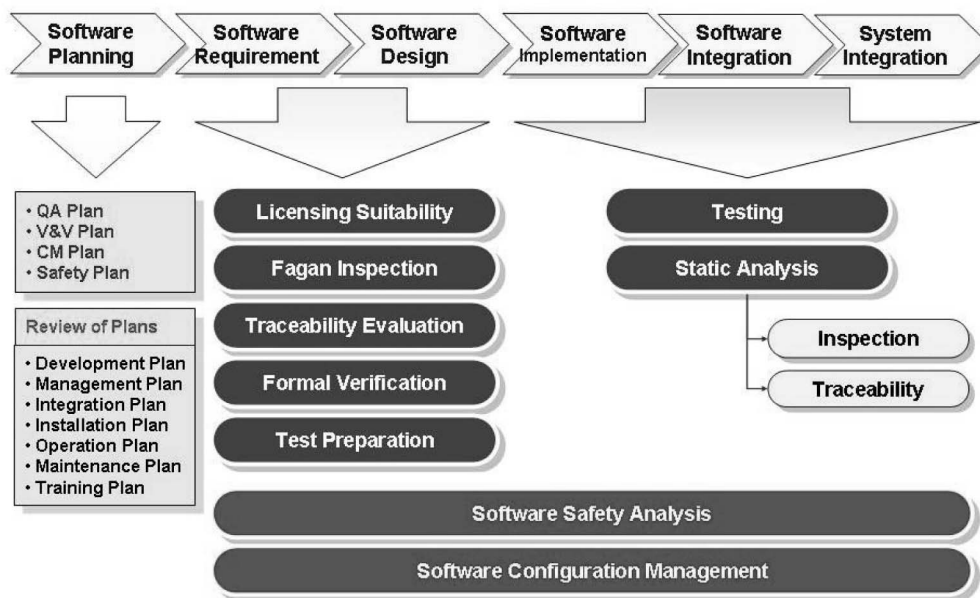 Software
Planning
Software
Requirement
Software
Design
Software
Implementation
Software
Integration
System
Integration
• QA Plan
• V&V Plan
• CM Plan
• Safety Plan
Review of Plans
• Development Plan
• Management Plan
• Integration Plan
• Installation Plan
• Operation Plan
• Maintenance Plan
• Training Plan
Licensing Suitability
Fagan Inspection
Traceability Evaluation
Formal Verification
Test Preparation
Testing
Static Analysis
Inspection
Traceability
Software Safety Analysis
Software Configuration Management